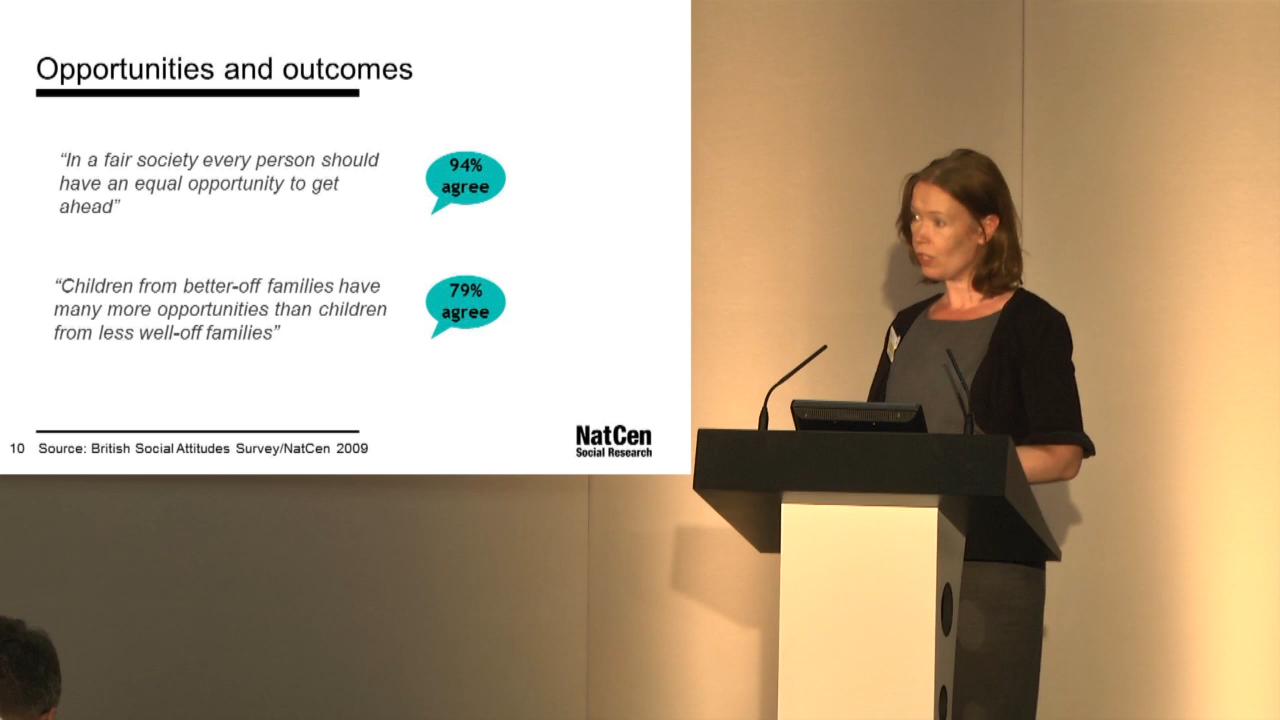 Opportunities and outcomes
“In a fair society every person should
have an equal opportunity to get
ahead”
94%
agree
“Children from better-off families have
many more opportunities than children
from less well-off families”
79%
agree
10 Source: British Social Attitudes Survey/NatCen 2009
NatCen
Social Research